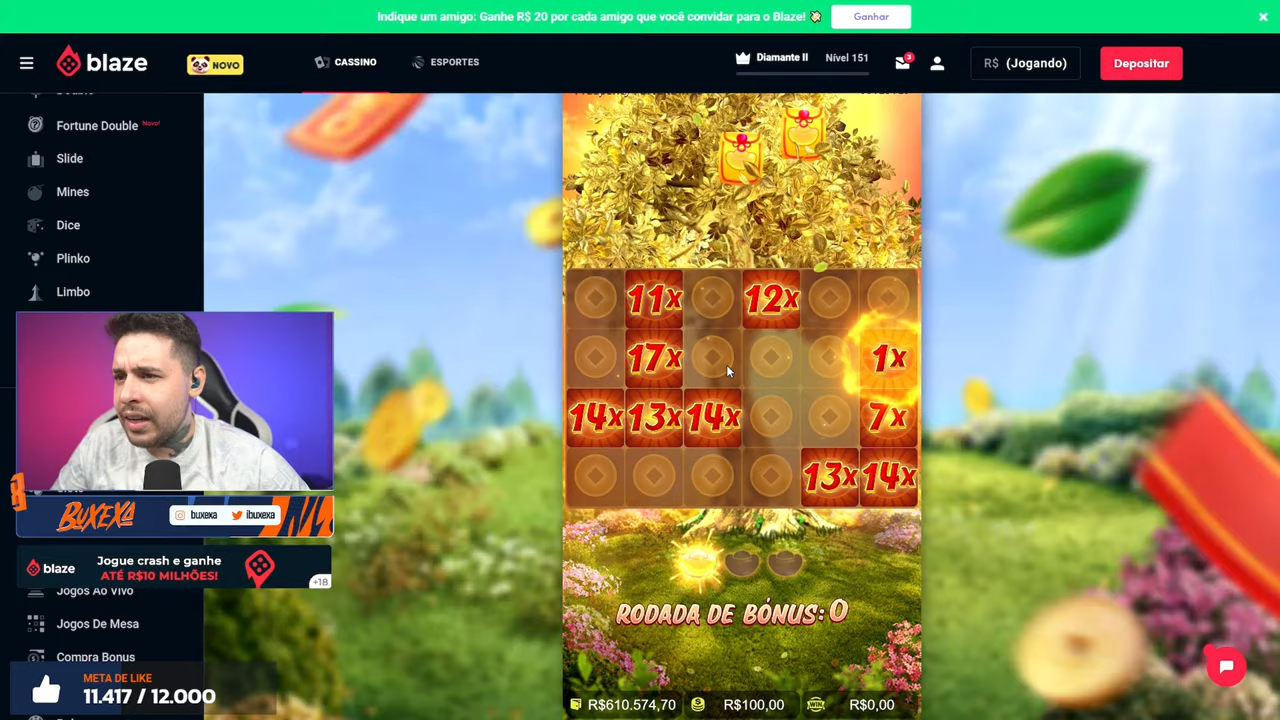 Indique um amigo: Ganhe R$ 20 por cada amigo que você convidar para o Blaze!
Ganhar
blaze
NOVO
CASSINO
ESPORTES
Diamante II
Nível 151
3
R$ (Jogando)
Depositar
Fortune Double Novo!
Slide
Mines
Dice
Plinko
Limbo
11x
12x
17x
1x
14x
13x
14x
7x
13x
14x
BUXEXA
buxexa
ibuxexa
blaze
Jogue crash e ganhe
ATÉ R$10 MILHÕES!
+18
Jogos Ao Vivo
Jogos De Mesa
Compra Bonus
META DE LIKE
11.417 / 12.000
RODADA DE BÔNUS: 0
R$610.574,70
R$100,00
WIN
R$0,00